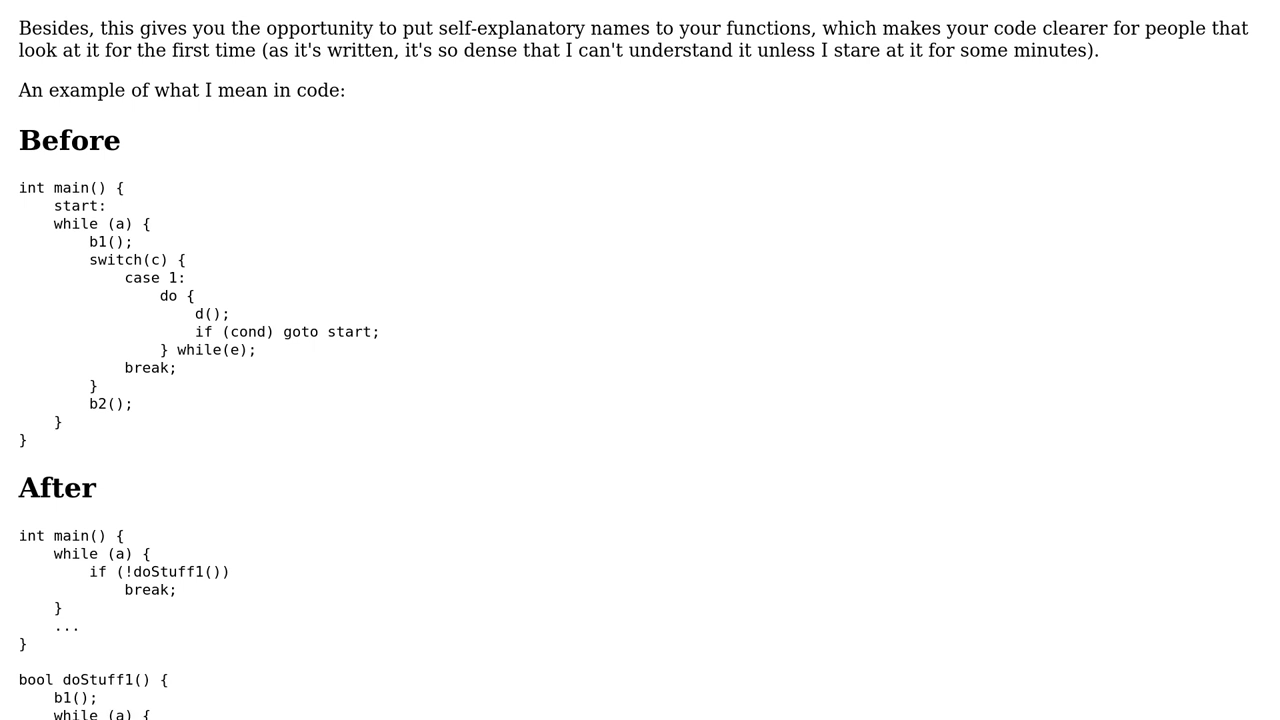 Besides, this gives you the opportunity to put self-explanatory names to your functions, which makes your code clearer for people that
look at it for the first time (as it's written, it's so dense that I can't understand it unless I stare at it for some minutes).
An example of what I mean in code:
Before
int main() {
    start:
    while (a) {
        b1();
        switch(c) {
            case 1:
                do {
                    d();
                    if (cond) goto start;
                } while(e);
            break;
        }
        b2();
    }
}
After
int main() {
    while (a) {
        if (!doStuff1())
            break;
    }
    ...
}
bool doStuff1() {
    b1();
    while (a) {